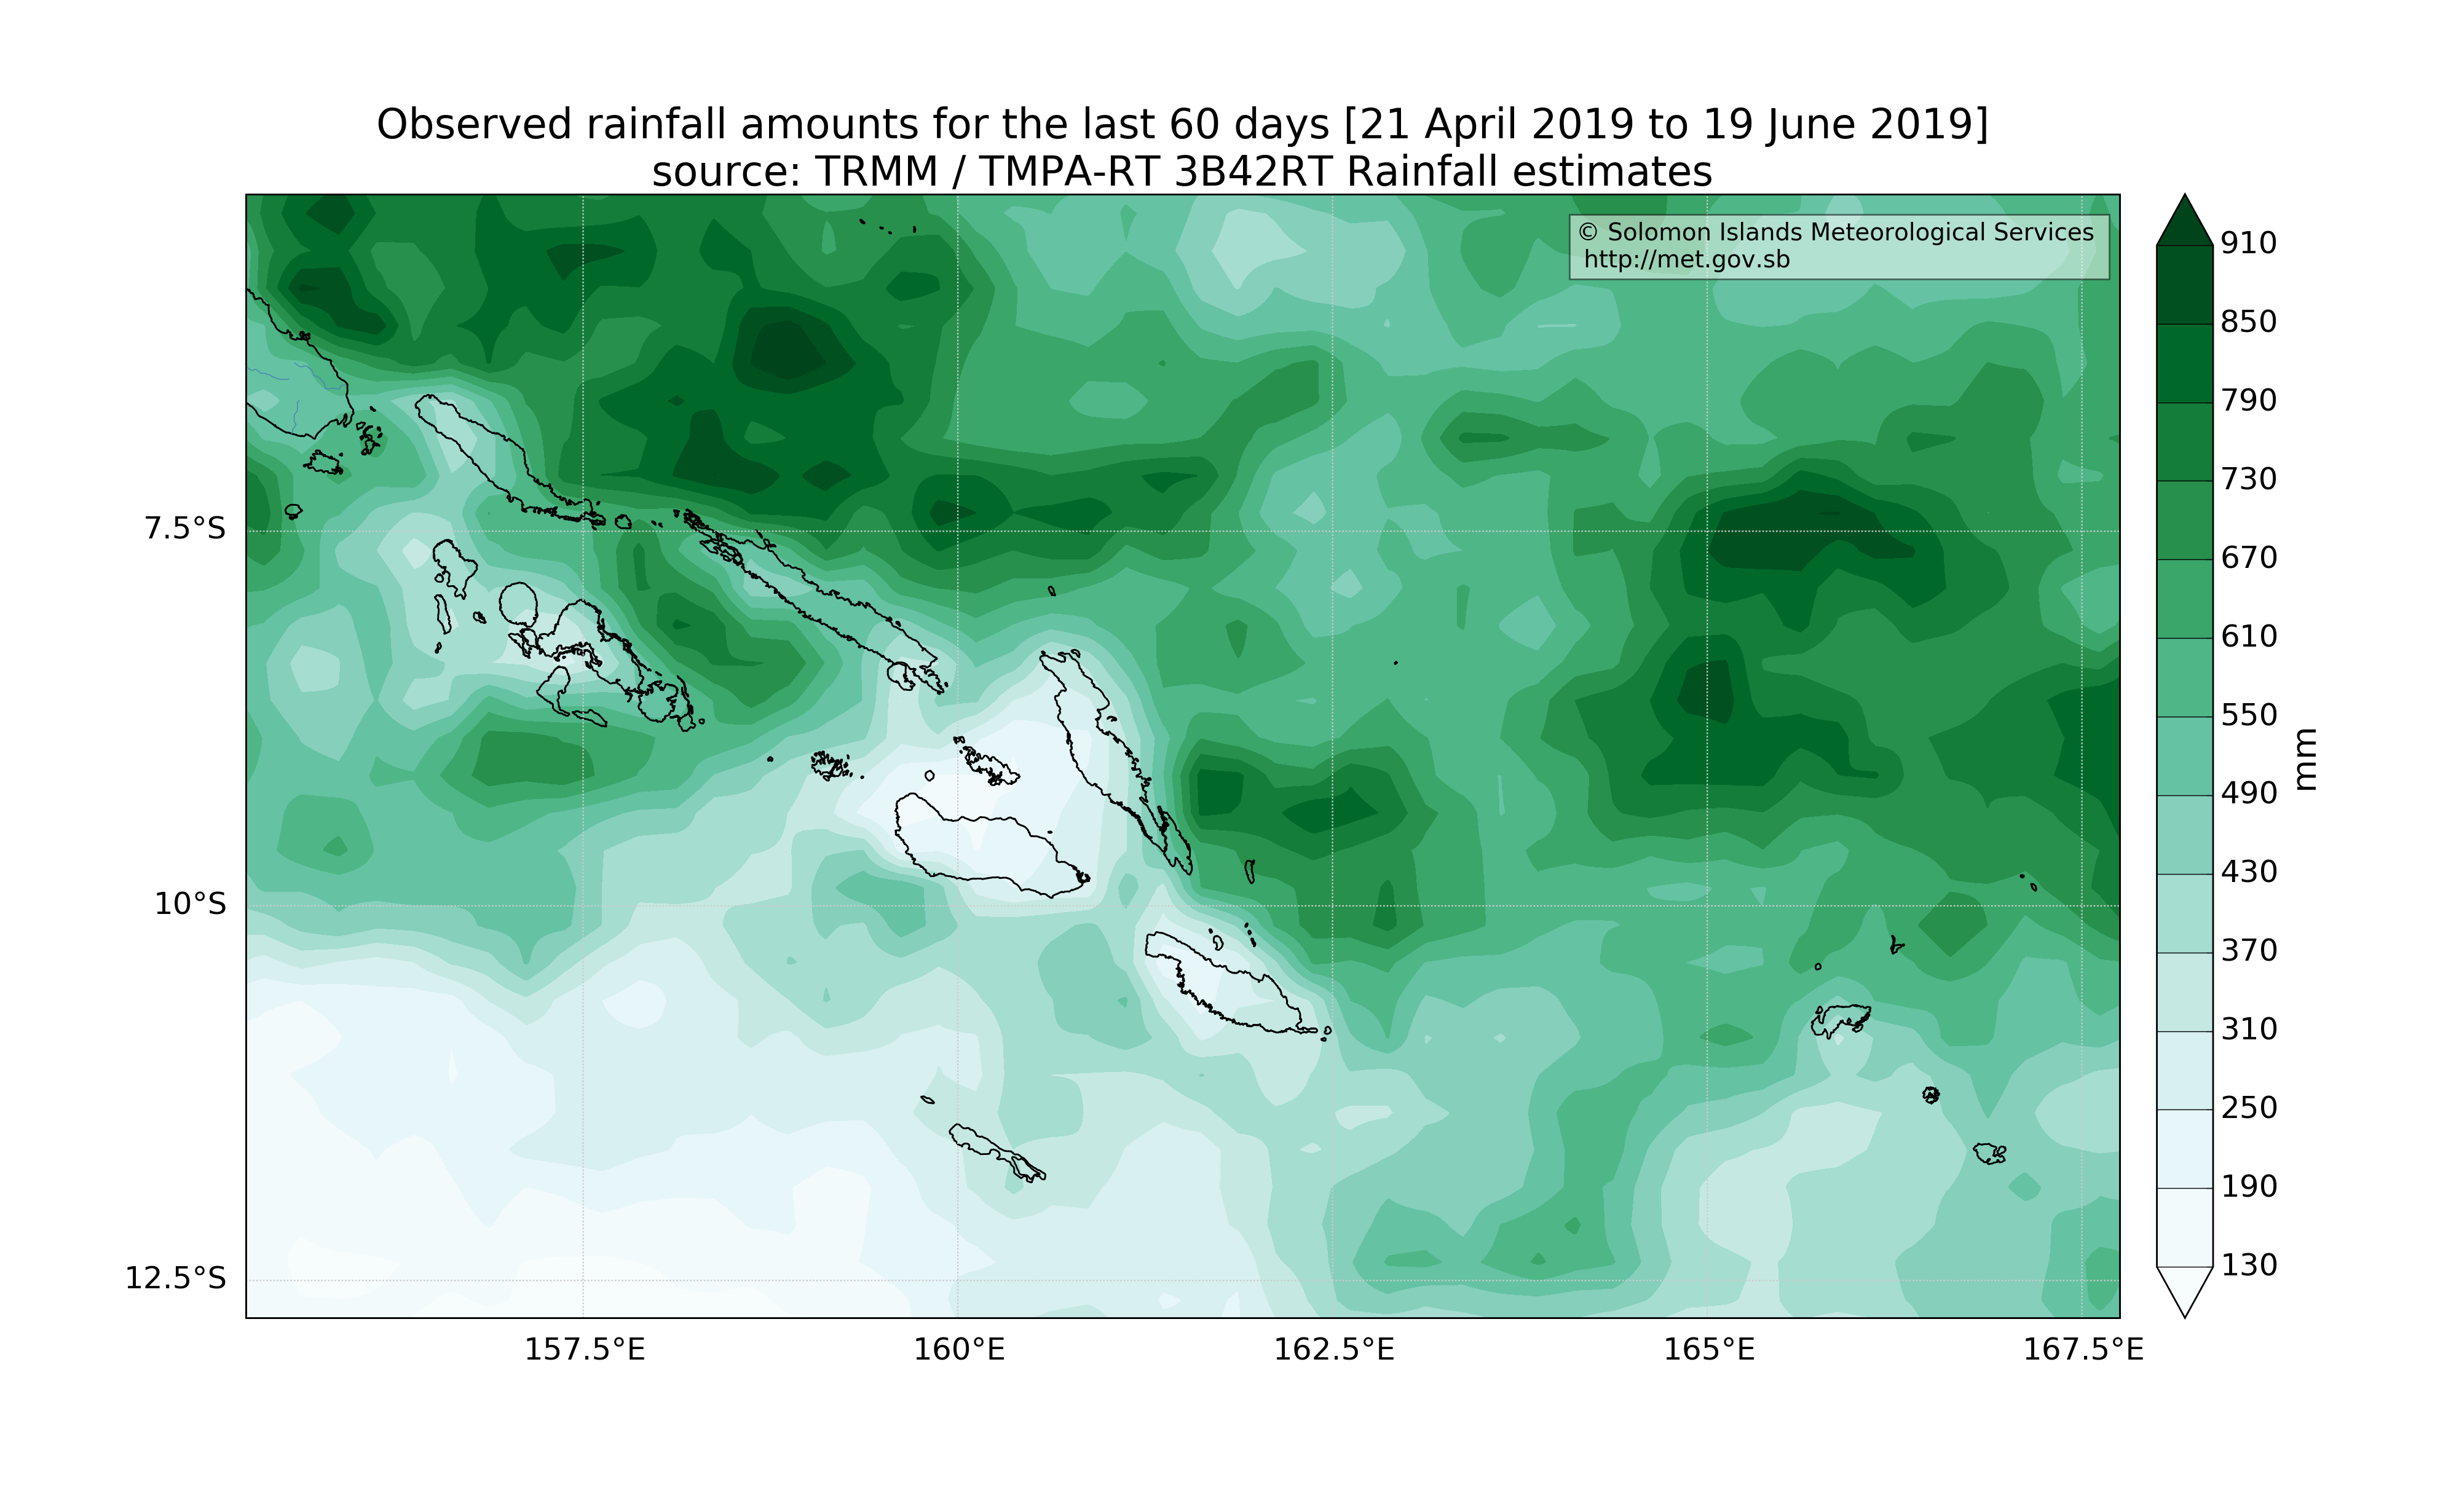 Observed rainfall amounts for the last 60 days [21 April 2019 to 19 June 2019]
source: TRMM / TMPA-RT 3B42RT Rainfall estimates
© Solomon Islands Meteorological Services
http://met.gov.sb
7.5°S
10°S
12.5°S
157.5°E
160°E
162.5°E
165°E
167.5°E
910
850
790
730
670
610
550
490
430
370
310
250
190
130
mm